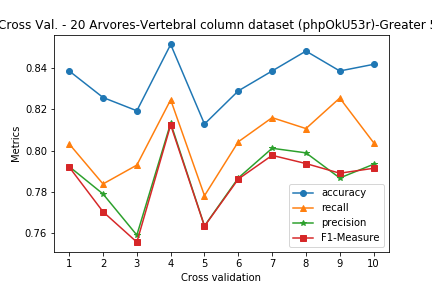 Cross Val. - 20 Arvores-Vertebral column dataset (phpOkU53r)-Greater 5
0.84
0.82
0.80
0.78
0.76
Metrics
accuracy
recall
precision
F1-Measure
1 2 3 4 5 6 7 8 9 10
Cross validation